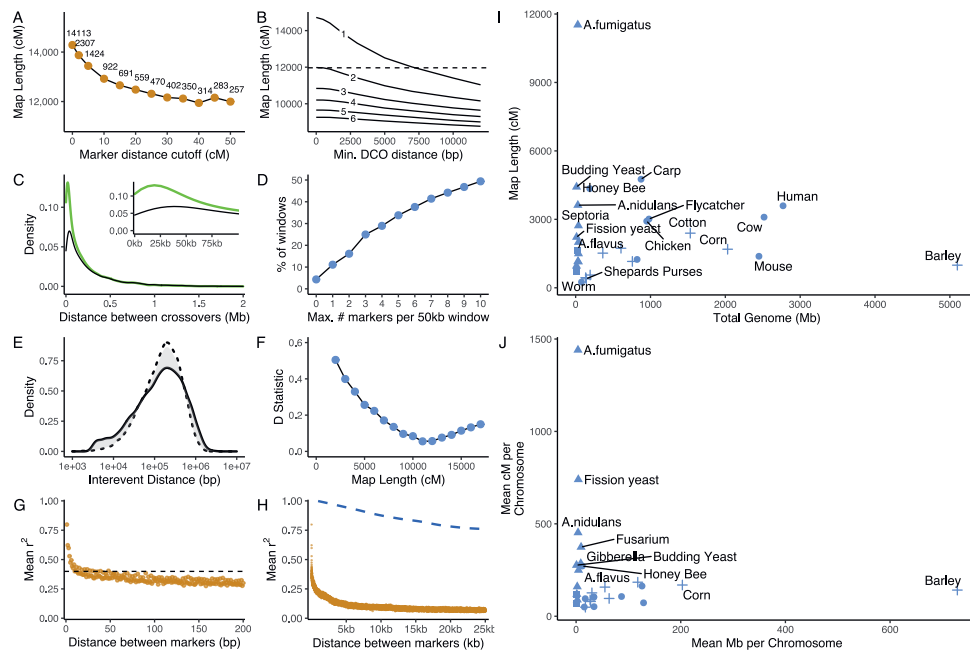 A
Map Length (cM)
14,000
12,000
14113
2307
1424
922
691
559
470
402
350
314
283
257
0 10 20 30 40 50
Marker distance cutoff (cM)
B
Map Length (cM)
14000
12000
10000
1
2
3
4
5
6
0 2500 5000 7500 10000
Min. DCO distance (bp)
C
Density
0.10
0.05
0.00
0.10
0.05
0.00
0kb 25kb 50kb 75kb
0 0.5 1 1.5 2
Distance between crossovers (Mb)
D
% of windows
50
40
30
20
10
0
0 1 2 3 4 5 6 7 8 9 10
Max. # markers per 50kb window
E
Density
0.75
0.50
0.25
0.00
1e+03 1e+04 1e+05 1e+06 1e+07
Interevent Distance (bp)
F
D Statistic
0.6
0.4
0.2
0.0
0 5000 10000 15000
Map Length (cM)
G
Mean r²
1.00
0.75
0.50
0.25
0.00
0 50 100 150 200
Distance between markers (bp)
H
Mean r²
1.00
0.75
0.50
0.25
0.00
5kb 10kb 15kb 20kb 25kb
Distance between markers (kb)
I
Map Length (cM)
12000
9000
6000
3000
0
A.fumigatus
Budding Yeast
Carp
Honey Bee
Human
A.nidulans
Flycatcher
Septoria
Cotton
Cow
Fission yeast
Corn
A.flavus
Chicken
Barley
Mouse
Shepards Purses
Worm
0 1000 2000 3000 4000 5000
Total Genome (Mb)
J
Mean cM per
Chromosome
1500
1000
500
0
A.fumigatus
Fission yeast
A.nidulans
Fusarium
Gibberella
Budding Yeast
Honey Bee
A.flavus
Corn
Barley
0 200 400 600
Mean Mb per Chromosome